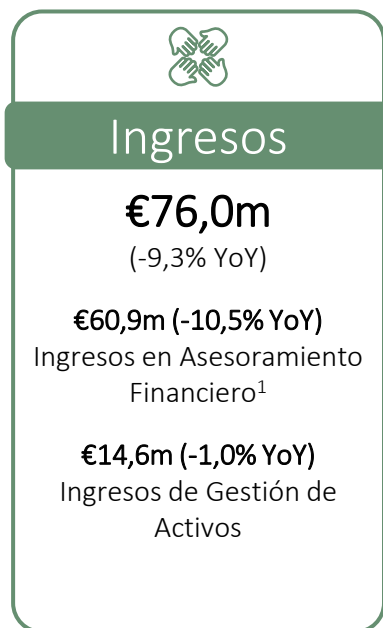 Ingresos
€76,0m
(-9,3% YoY)
€60,9m (-10,5% YoY)
Ingresos en Asesoramiento
Financiero¹
€14,6m (-1,0% YoY)
Ingresos de Gestión de
Activos